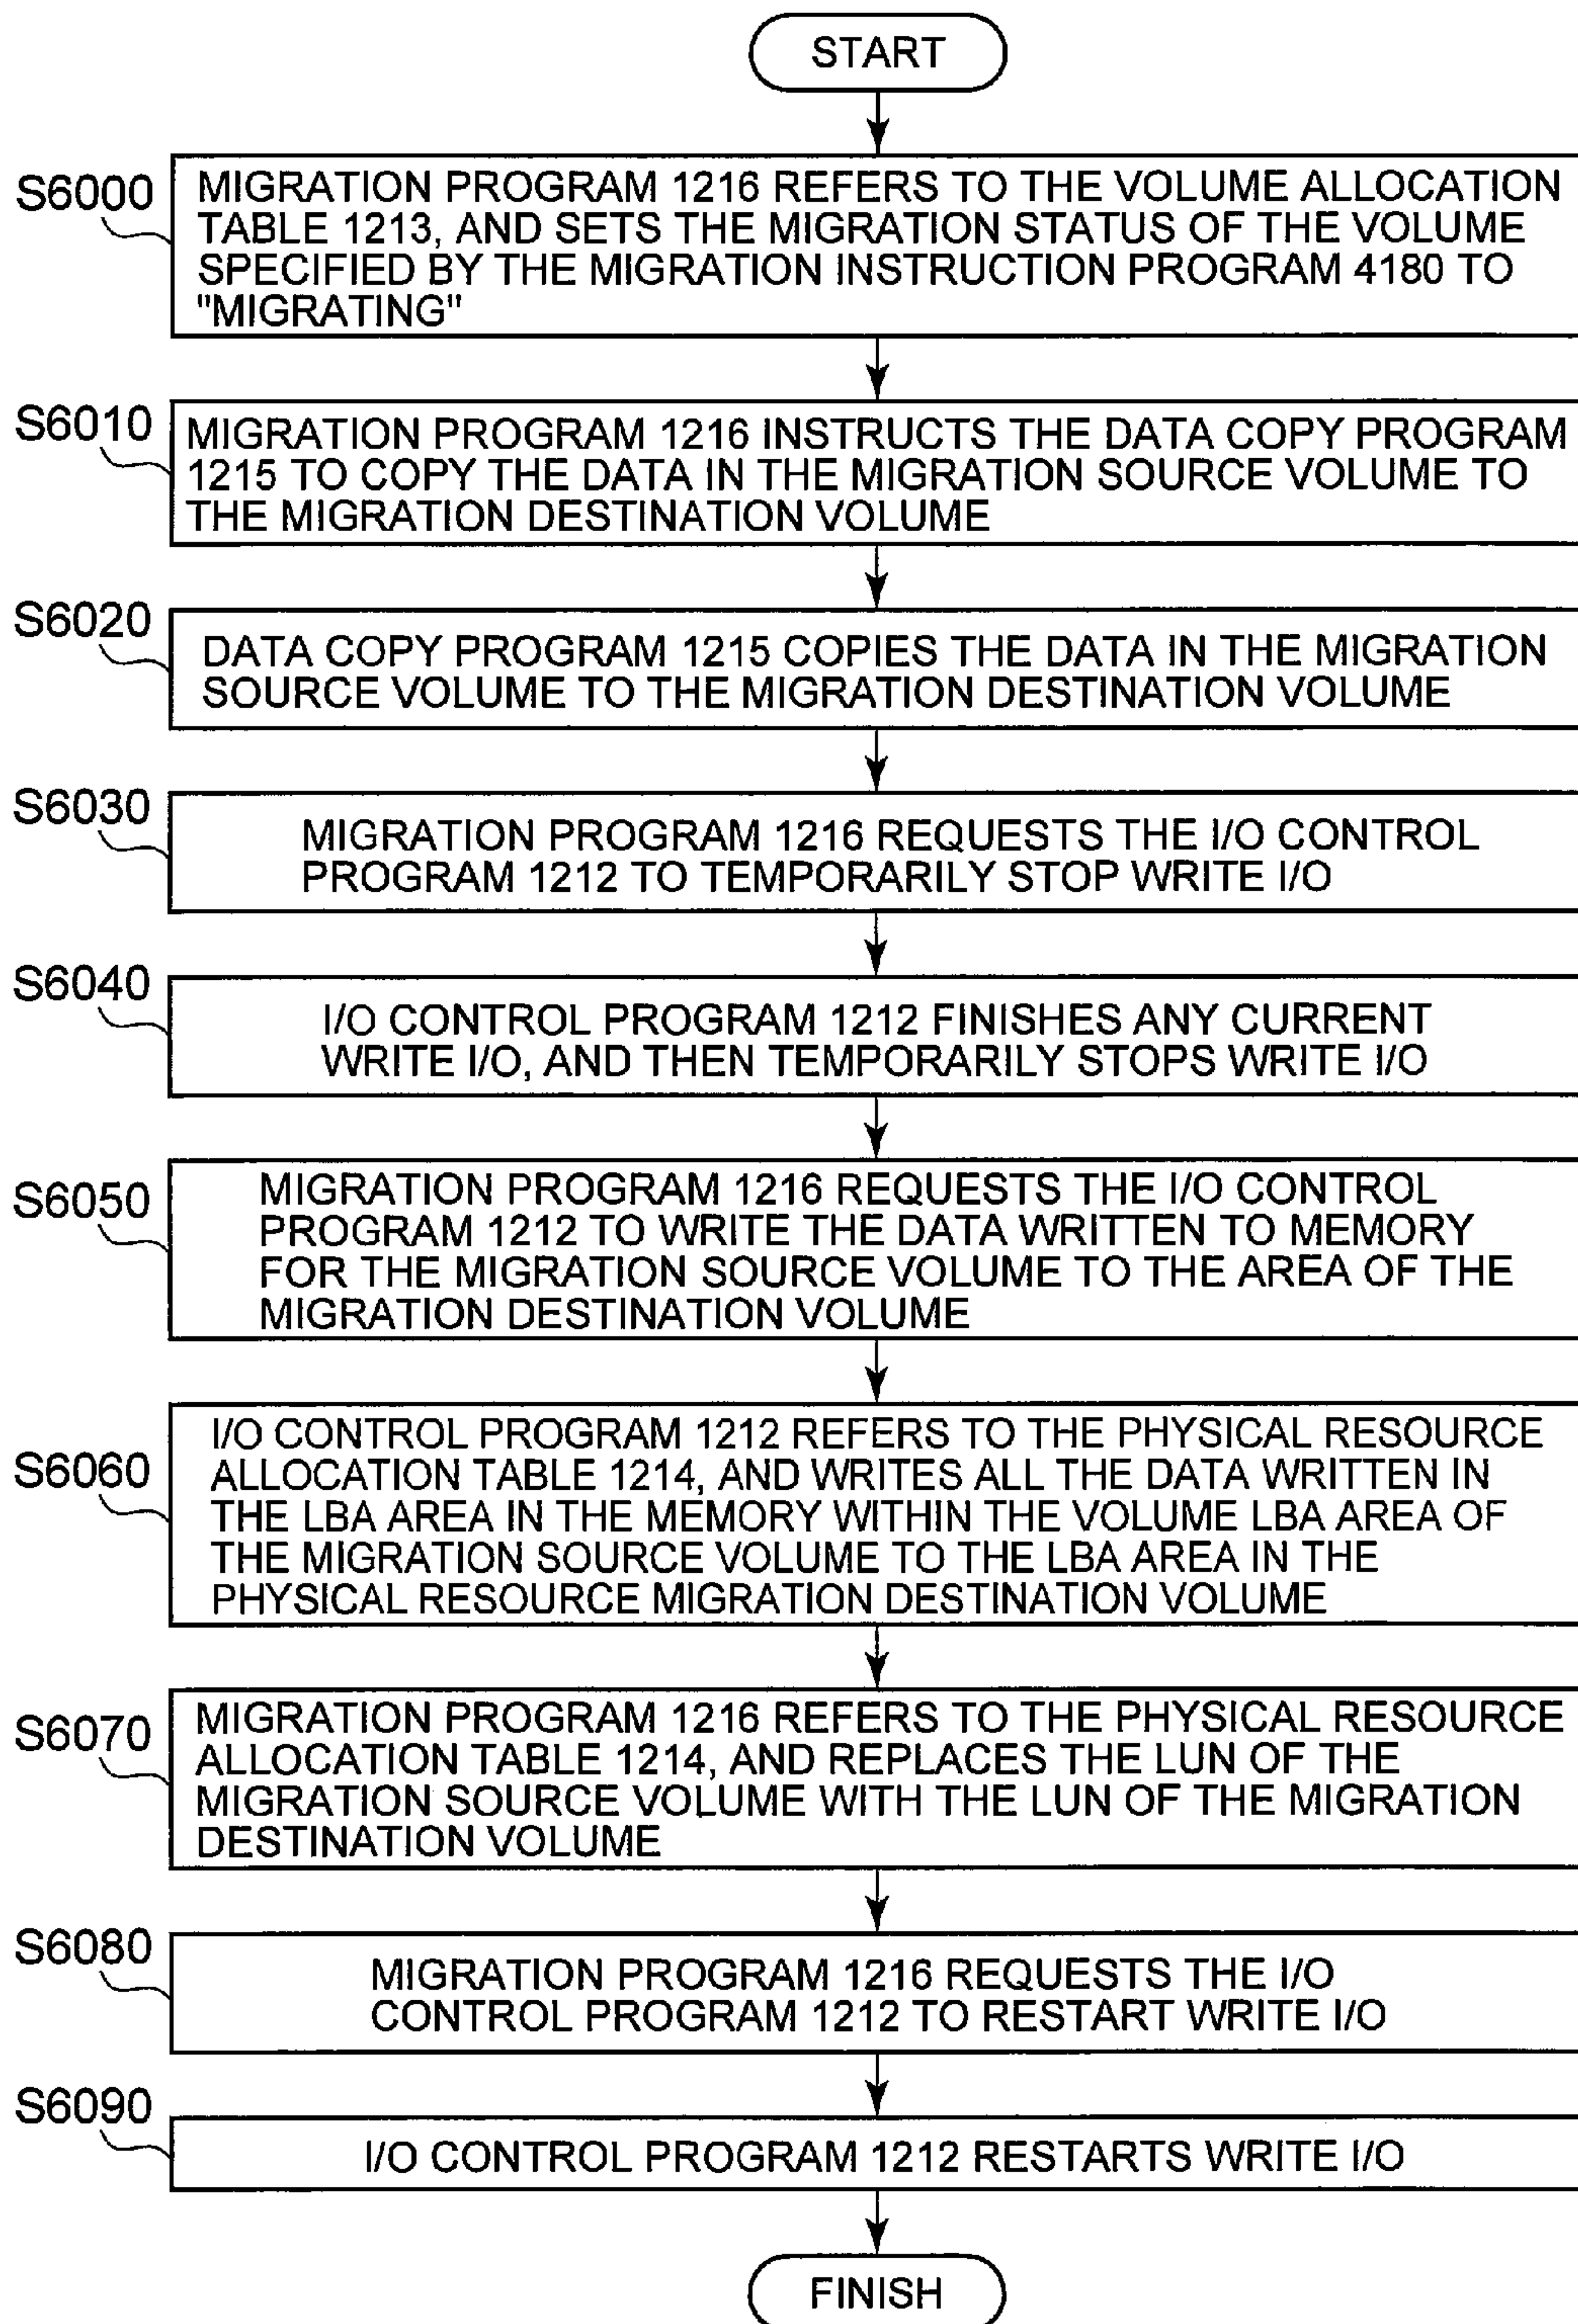 START
S6000
MIGRATION PROGRAM 1216 REFERS TO THE VOLUME ALLOCATION
TABLE 1213, AND SETS THE MIGRATION STATUS OF THE VOLUME
SPECIFIED BY THE MIGRATION INSTRUCTION PROGRAM 4180 TO
"MIGRATING"
S6010
MIGRATION PROGRAM 1216 INSTRUCTS THE DATA COPY PROGRAM
1215 TO COPY THE DATA IN THE MIGRATION SOURCE VOLUME TO
THE MIGRATION DESTINATION VOLUME
S6020
DATA COPY PROGRAM 1215 COPIES THE DATA IN THE MIGRATION
SOURCE VOLUME TO THE MIGRATION DESTINATION VOLUME
S6030
MIGRATION PROGRAM 1216 REQUESTS THE I/O CONTROL
PROGRAM 1212 TO TEMPORARILY STOP WRITE I/O
S6040
I/O CONTROL PROGRAM 1212 FINISHES ANY CURRENT
WRITE I/O, AND THEN TEMPORARILY STOPS WRITE I/O
S6050
MIGRATION PROGRAM 1216 REQUESTS THE I/O CONTROL
PROGRAM 1212 TO WRITE THE DATA WRITTEN TO MEMORY
FOR THE MIGRATION SOURCE VOLUME TO THE AREA OF THE
MIGRATION DESTINATION VOLUME
S6060
I/O CONTROL PROGRAM 1212 REFERS TO THE PHYSICAL RESOURCE
ALLOCATION TABLE 1214, AND WRITES ALL THE DATA WRITTEN IN
THE LBA AREA IN THE MEMORY WITHIN THE VOLUME LBA AREA OF
THE MIGRATION SOURCE VOLUME TO THE LBA AREA IN THE
PHYSICAL RESOURCE MIGRATION DESTINATION VOLUME
S6070
MIGRATION PROGRAM 1216 REFERS TO THE PHYSICAL RESOURCE
ALLOCATION TABLE 1214, AND REPLACES THE LUN OF THE
MIGRATION SOURCE VOLUME WITH THE LUN OF THE MIGRATION
DESTINATION VOLUME
S6080
MIGRATION PROGRAM 1216 REQUESTS THE I/O
CONTROL PROGRAM 1212 TO RESTART WRITE I/O
S6090
I/O CONTROL PROGRAM 1212 RESTARTS WRITE I/O
FINISH